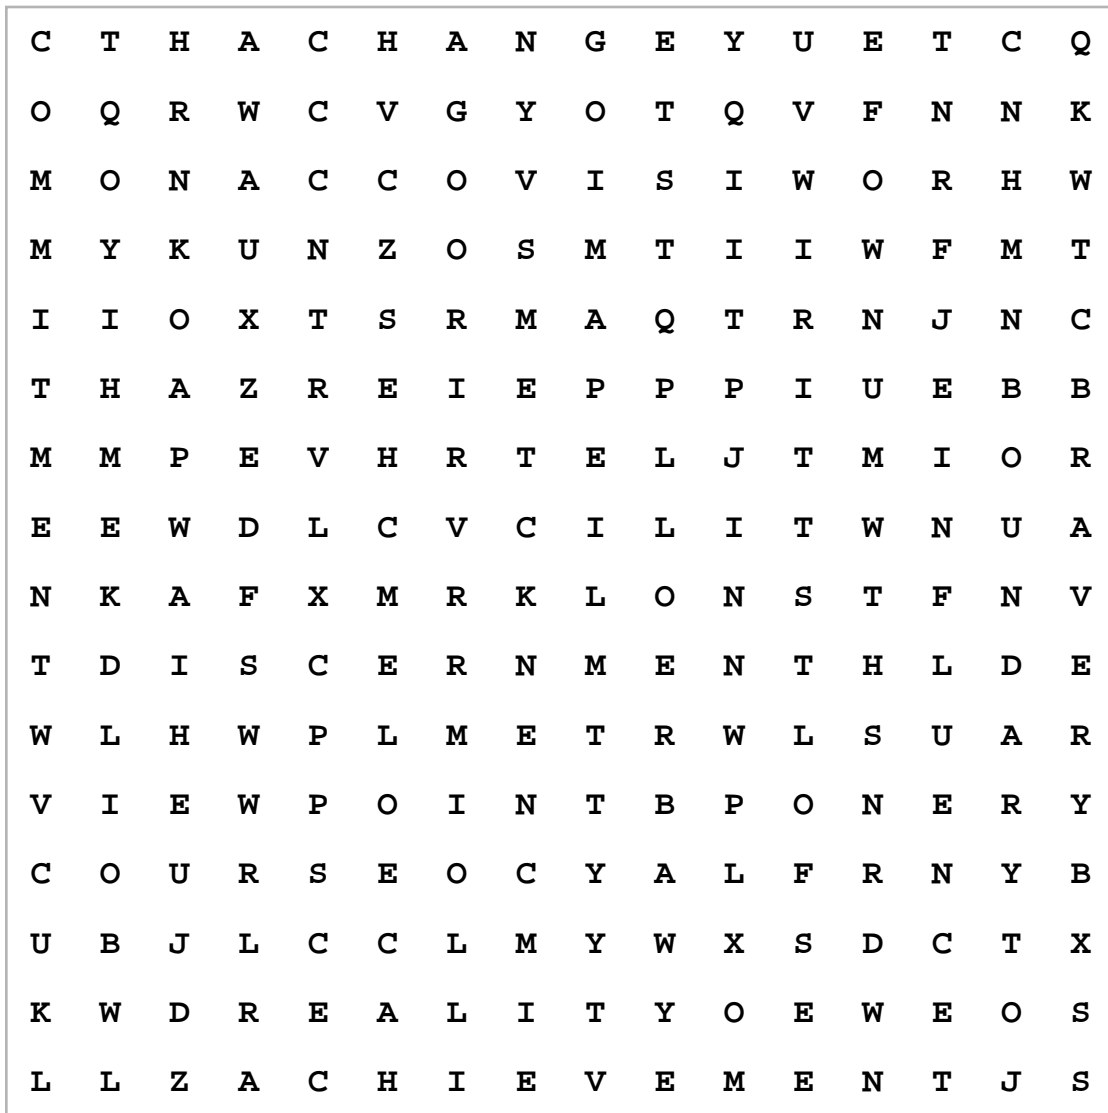 C T H A C H A N G E Y U E T C Q
O Q R W C V G Y O T Q V F N N K
M O N A C C O V I S I W O R H W
M Y K U N Z O S M T I I W F M T
I I O X T S R M A Q T R N J N C
T H A Z R E I E P P P I U E B B
M M P E V H R T E L J T M I O R
E E W D L C V C I L I T W N U A
N K A F X M R K L O N S T F N V
T D I S C E R N M E N T H L D E
W L H W P L M E T R W L S U A R
V I E W P O I N T B P O N E R Y
C O U R S E O C Y A L F R N Y B
U B J L C C L M Y W X S D C T X
K W D R E A L I T Y O E W E O S
L L Z A C H I E V E M E N T J S